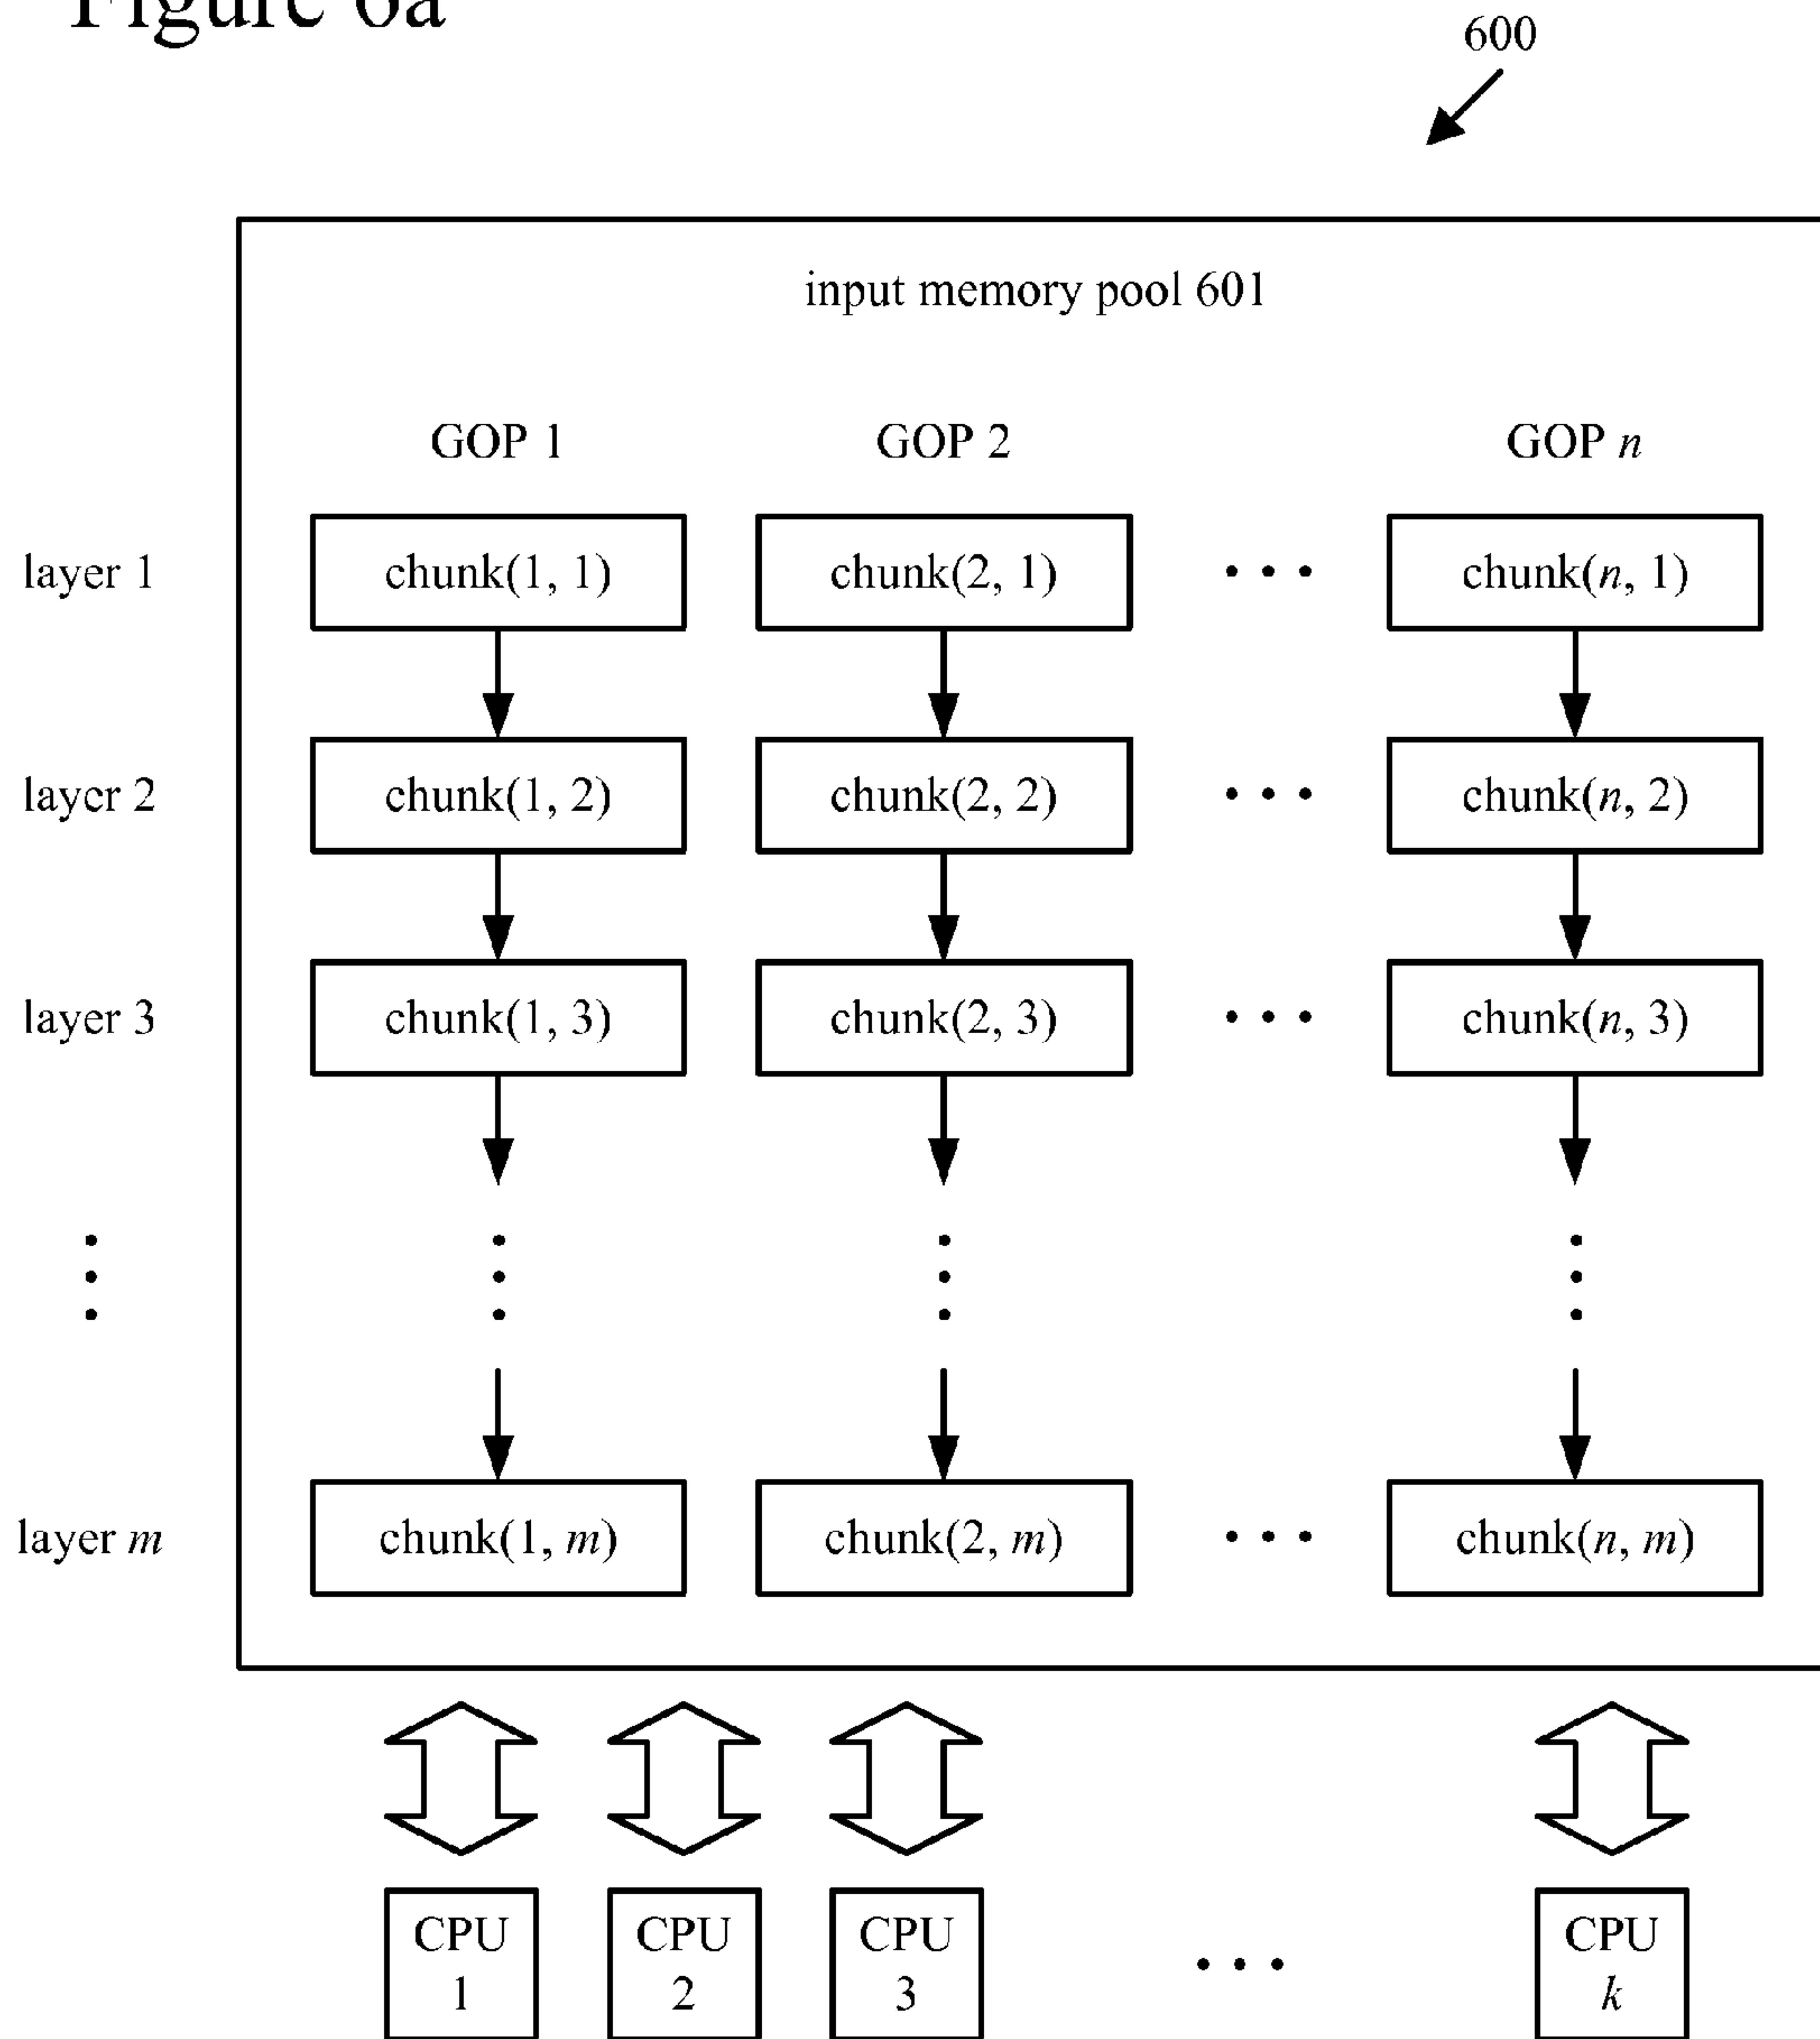 Figure 6a
600
input memory pool 601
GOP 1 GOP 2 GOP n
layer 1 chunk(1, 1) chunk(2, 1) • • • chunk(n, 1)
layer 2 chunk(1, 2) chunk(2, 2) • • • chunk(n, 2)
layer 3 chunk(1, 3) chunk(2, 3) • • • chunk(n, 3)
layer m chunk(1, m) chunk(2, m) • • • chunk(n, m)
CPU 1 CPU 2 CPU 3 • • • CPU k